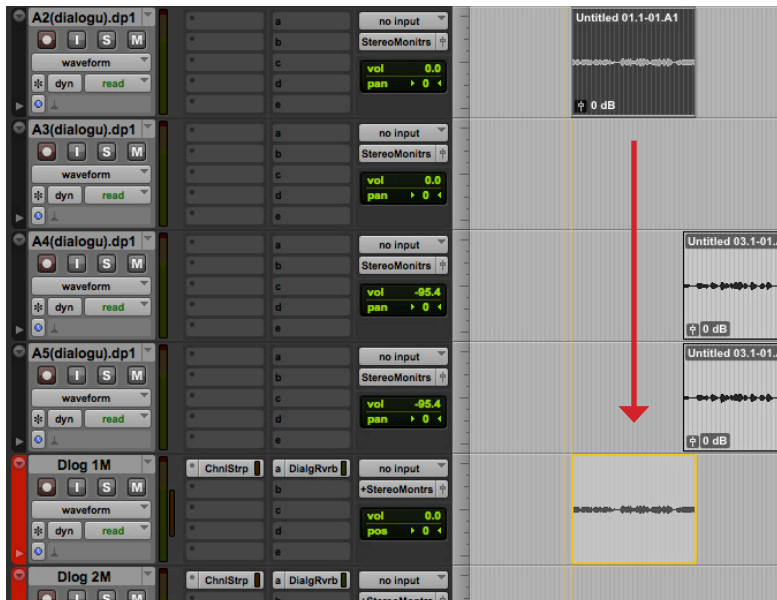 A2(dialogu).dp1
I S M
waveform
dyn read
a
b
c
d
e
no input
StereoMonitrs
vol 0.0
pan 0
Untitled 01.1-01.A1
0 dB
A3(dialogu).dp1
I S M
waveform
dyn read
a
b
c
d
e
no input
StereoMonitrs
vol 0.0
pan 0
A4(dialogu).dp1
I S M
waveform
dyn read
a
b
c
d
e
no input
StereoMonitrs
vol -95.4
pan 0
Untitled 03.1-01.
0 dB
A5(dialogu).dp1
I S M
waveform
dyn read
a
b
c
d
e
no input
StereoMonitrs
vol -95.4
pan 0
Untitled 03.1-01.
0 dB
Dlog 1M
I S M
waveform
dyn read
ChnlStrp
a DialgRvrb
b
c
d
e
no input
+StereoMontrs
vol 0.0
pos 0
Dlog 2M
I S M
ChnlStrp
a DialgRvrb
b
no input
+StereoMontrs